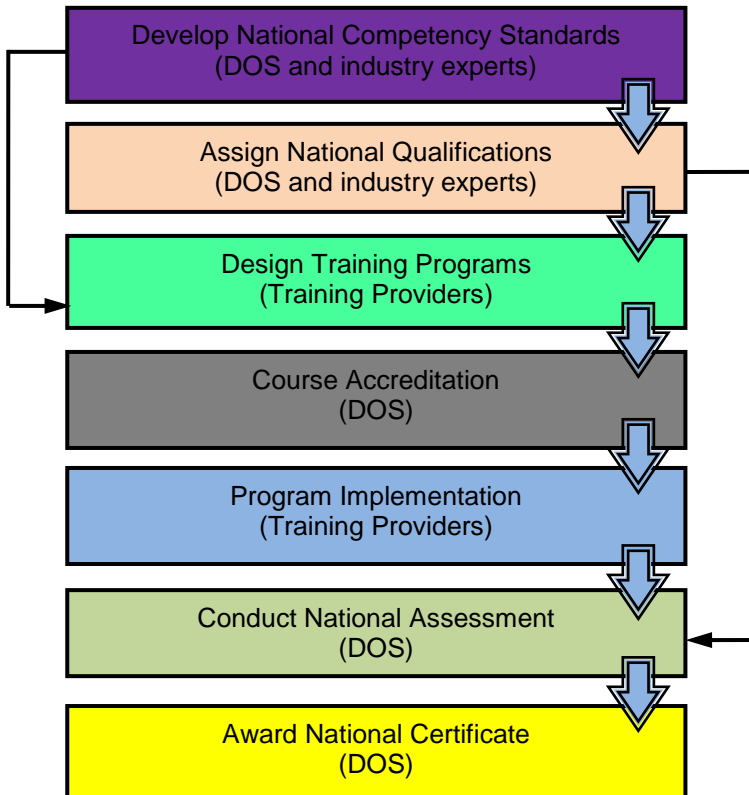 Develop National Competency Standards
(DOS and industry experts)
Assign National Qualifications
(DOS and industry experts)
Design Training Programs
(Training Providers)
Course Accreditation
(DOS)
Program Implementation
(Training Providers)
Conduct National Assessment
(DOS)
Award National Certificate
(DOS)